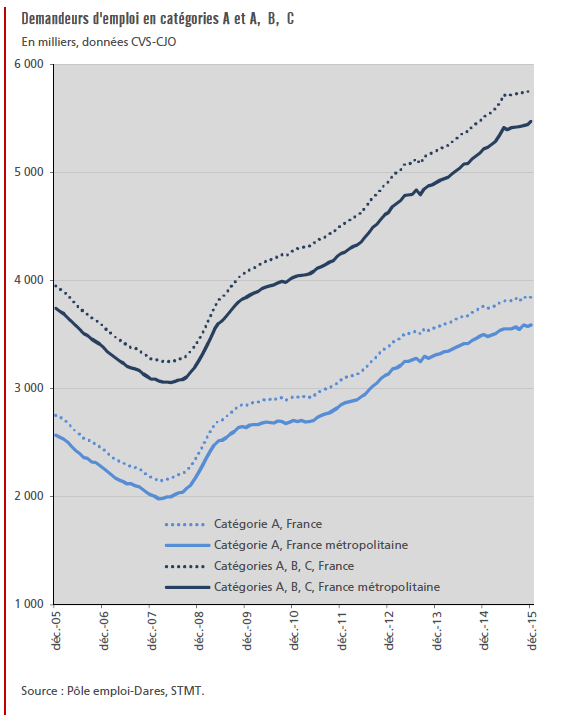 Demandeurs d'emploi en catégories A et A, B, C
En milliers, données CVS-CJO
6 000
5 000
4 000
3 000
2 000
1 000
Catégorie A, France
Catégorie A, France métropolitaine
Catégories A, B, C, France
Catégories A, B, C, France métropolitaine
déc.-05
déc.-06
déc.-07
déc.-08
déc.-09
déc.-10
déc.-11
déc.-12
déc.-13
déc.-14
déc.-15
Source : Pôle emploi-Dares, STMT.